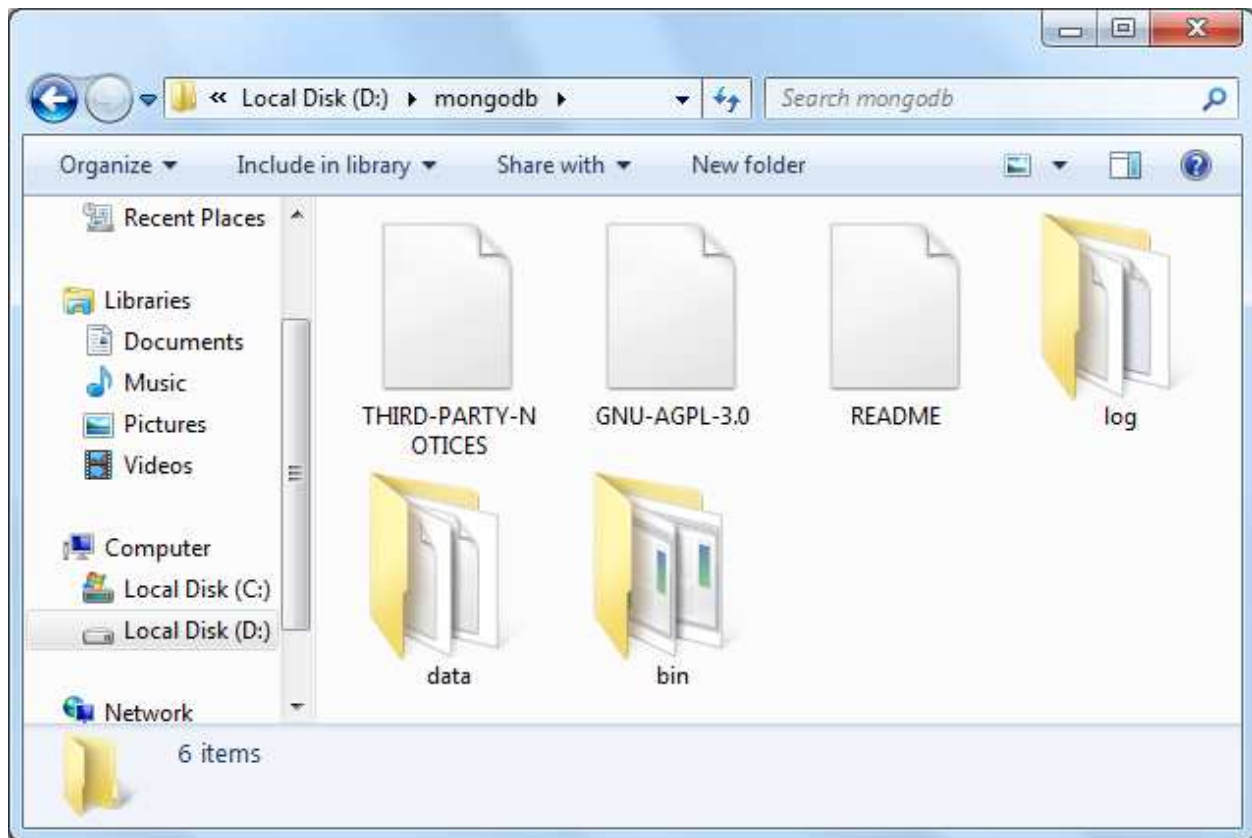 « Local Disk (D:) mongodb
Search mongodb
Organize Include in library Share with New folder
Recent Places
Libraries
Documents
Music
Pictures
Videos
Computer
Local Disk (C:)
Local Disk (D:)
Network
THIRD-PARTY-N
OTICES
GNU-AGPL-3.0
README
log
data
bin
6 items